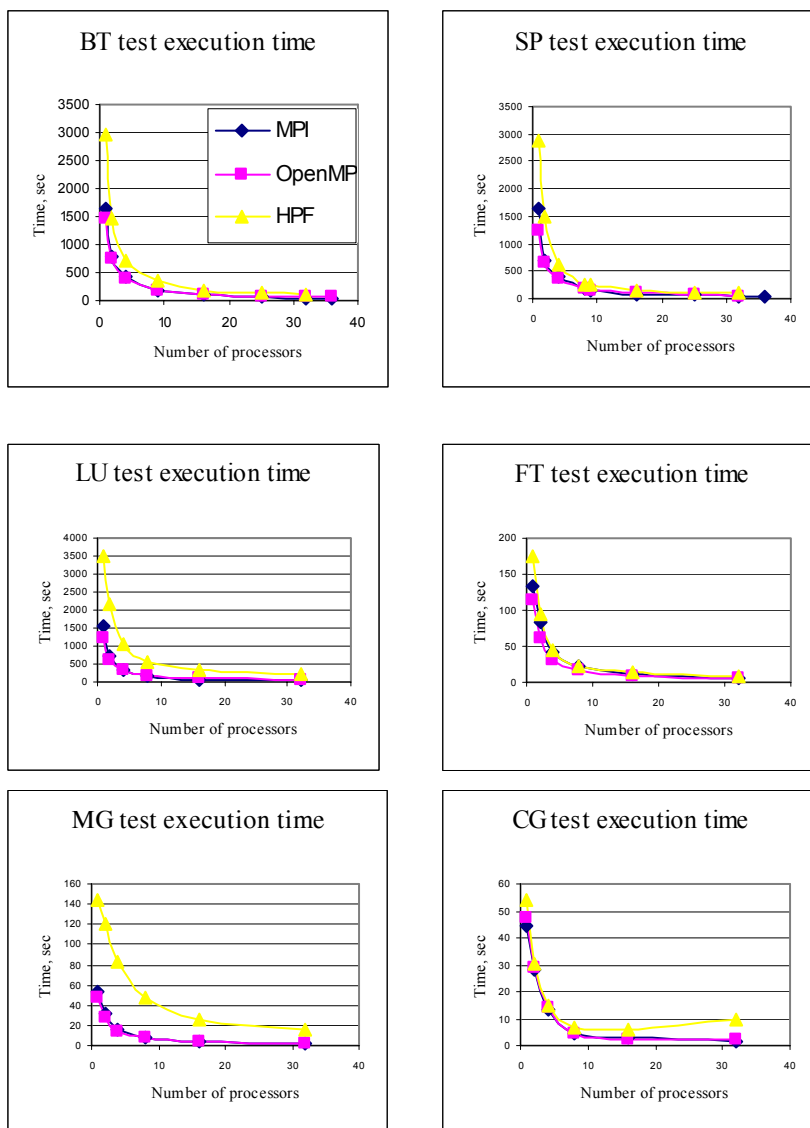 BT test execution time
3500
3000
2500
2000
1500
1000
500
0
0 10 20 30 40
Time, sec
Number of processors
MPI
OpenMP
HPF
SP test execution time
3500
3000
2500
2000
1500
1000
500
0
0 10 20 30 40
Time, sec
Number of processors
LU test execution time
4000
3500
3000
2500
2000
1500
1000
500
0
0 10 20 30 40
Time, sec
Number of processors
FT test execution time
200
150
100
50
0
0 10 20 30 40
Time, sec
Number of processors
MG test execution time
160
140
120
100
80
60
40
20
0
0 10 20 30 40
Time, sec
Number of processors
CG test execution time
60
50
40
30
20
10
0
0 10 20 30 40
Time, sec
Number of processors